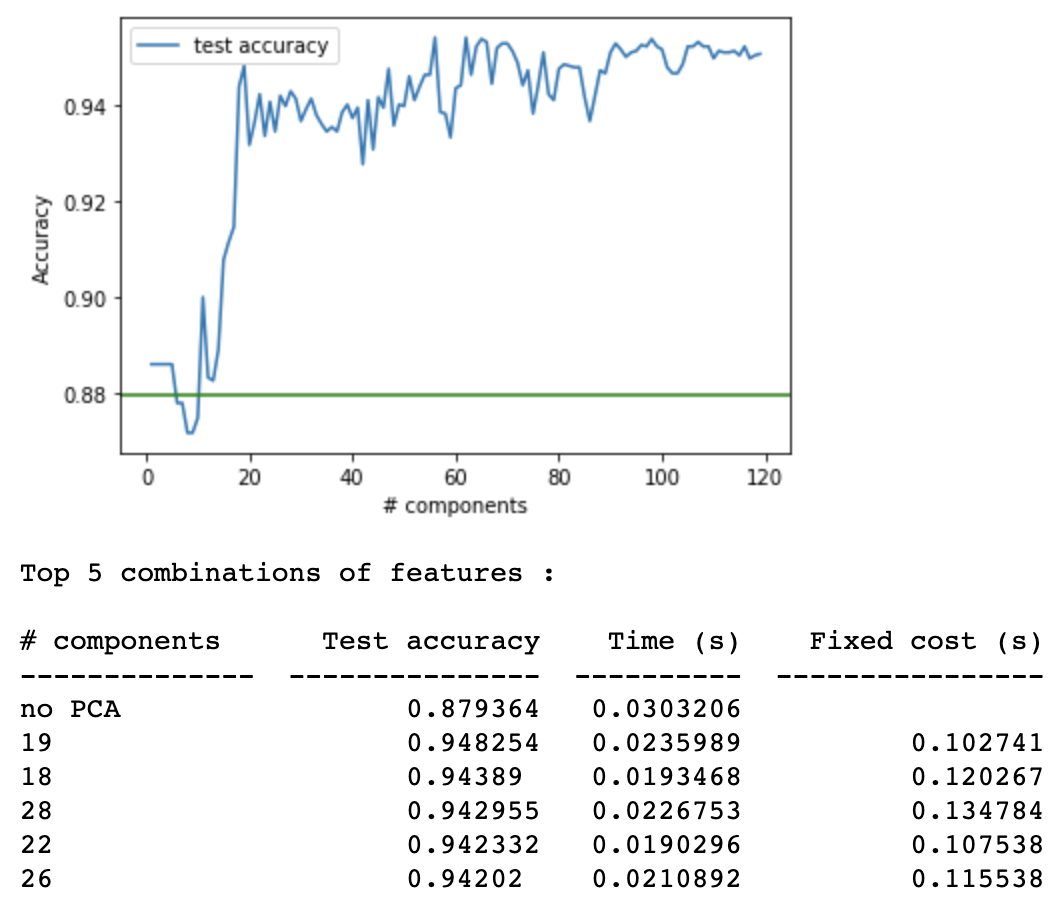 test accuracy
0.94
0.92
0.90
0.88
Accuracy
0 20 40 60 80 100 120
# components
Top 5 combinations of features :
# components Test accuracy Time (s) Fixed cost (s)
-------------- --------------- ---------- ----------------
no PCA 0.879364 0.0303206
19 0.948254 0.0235989 0.102741
18 0.94389 0.0193468 0.120267
28 0.942955 0.0226753 0.134784
22 0.942332 0.0190296 0.107538
26 0.94202 0.0210892 0.115538